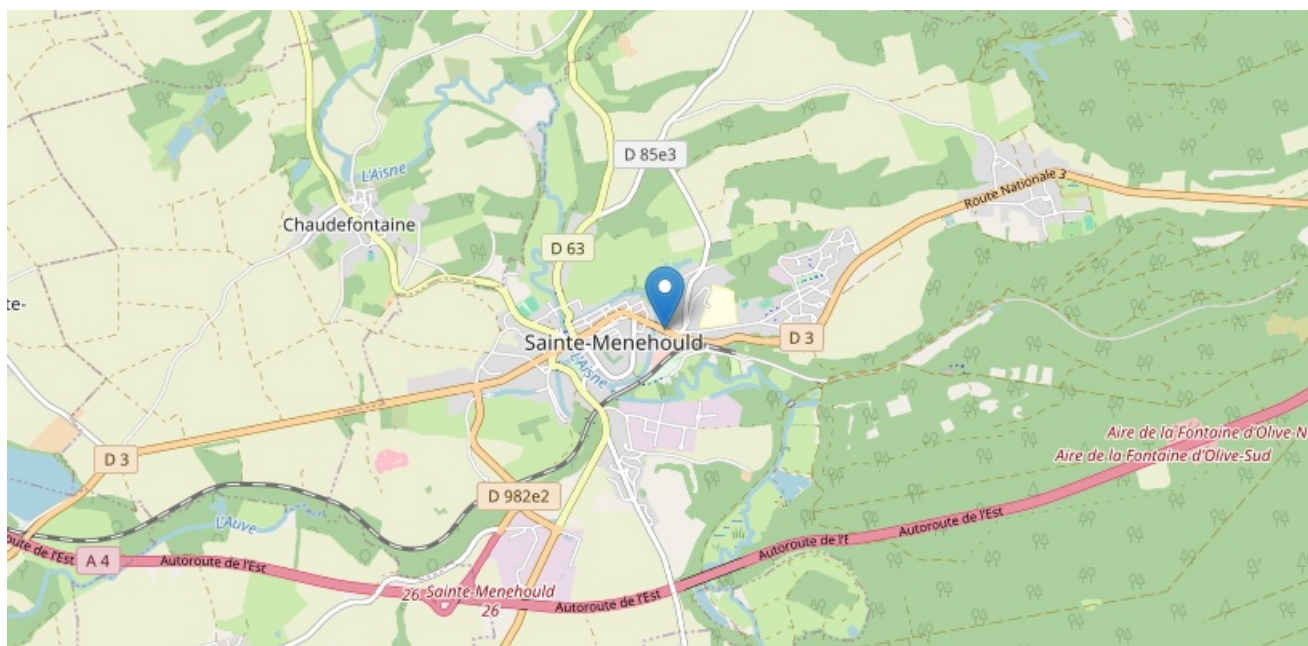 D 85e3
L'Aisne
Route Nationale 3
Chaudefontaine
D 63
te-
Sainte-Menehould
D 3
L'Aisne
Aire de la Fontaine d'Olive-N
Aire de la Fontaine d'Olive-Sud
D 3
D 982e2
L'Auve
Autoroute de l'Est
route de l'Est
A 4
Autoroute de l'Est
Autoroute de l'E
26 Sainte-Menehould
26
Autoroute de l'Est